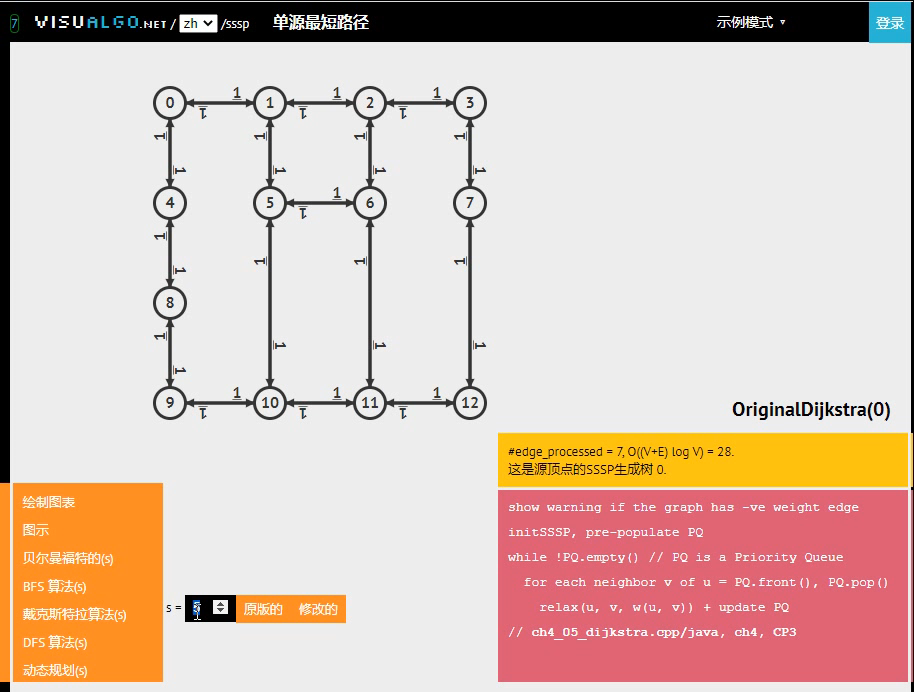 7 VISUALGO.NET / zh /sssp 单源最短路径 示例模式 ▼ 登录
0 1 1 1 1 2 1 1 3
1 1 1 1
1 1 1 1
4 5 1 1 6 7
1 1 1 1
1
8
1 1 1 1
1
9 1 1 10 1 1 11 1 1 12
OriginalDijkstra(0)
#edge_processed = 7, O((V+E) log V) = 28.
这是源顶点的SSSP生成树 0.
show warning if the graph has -ve weight edge
initSSSP, pre-populate PQ
while !PQ.empty() // PQ is a Priority Queue
for each neighbor v of u = PQ.front(), PQ.pop()
relax(u, v, w(u, v)) + update PQ
// ch4_05_dijkstra.cpp/java, ch4, CP3
绘制图表
图示
贝尔曼福特的(s)
BFS 算法(s)
戴克斯特拉算法(s)
DFS 算法(s)
动态规划(s)
s = 原版的 修改的